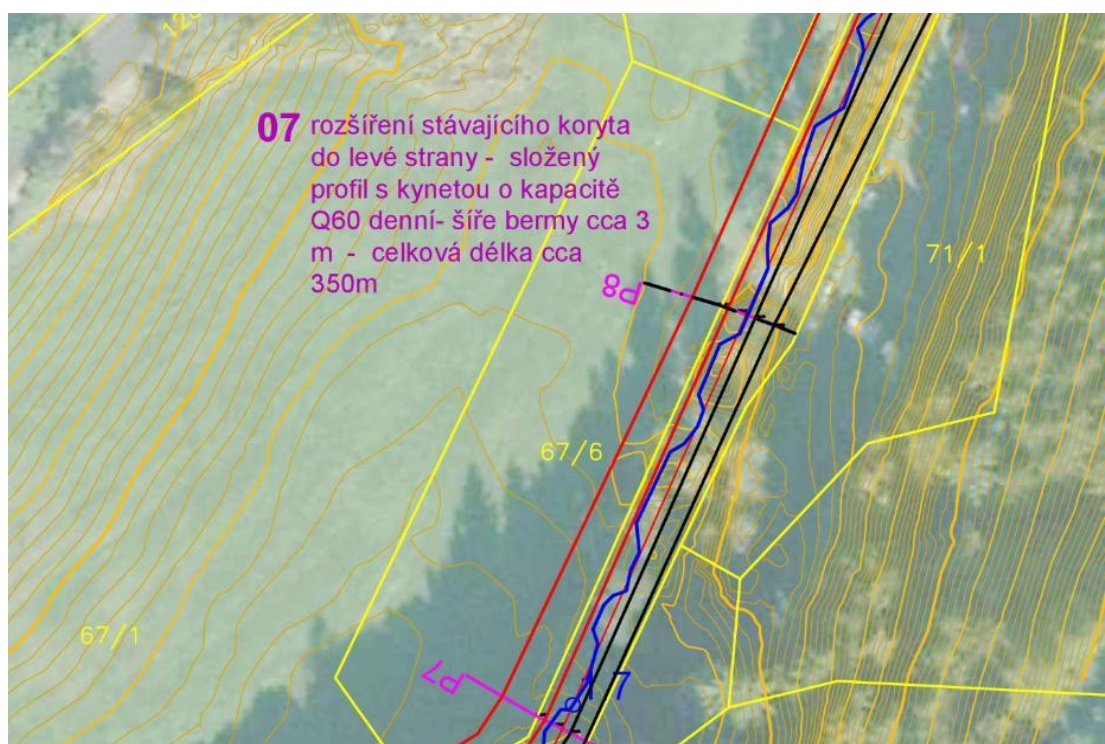 07 rozšíření stávajícího koryta
do levé strany - složený
profil s kynetou o kapacitě
Q60 denní- šíře bermy cca 3
m - celková délka cca
350m
71/1
P8
67/6
67/1
P7
7